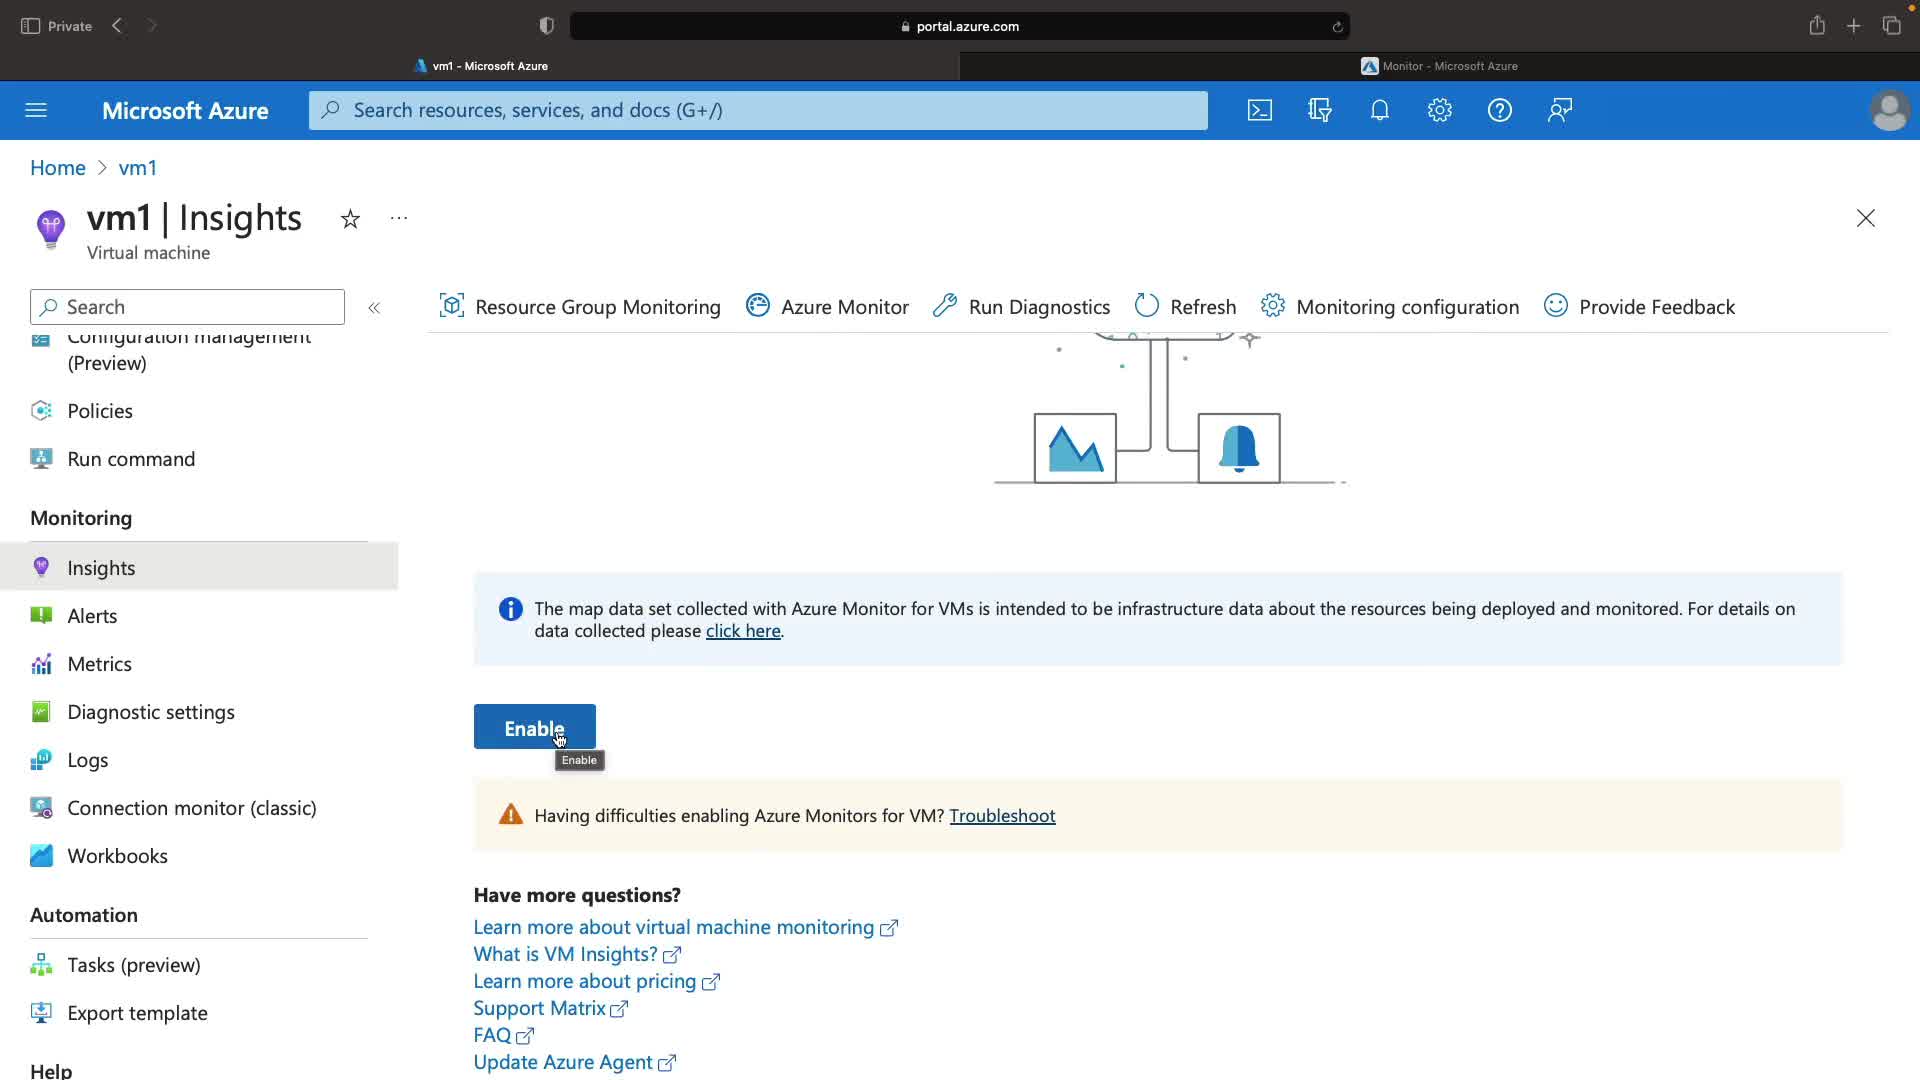 Private
portal.azure.com
vm1 - Microsoft Azure
Monitor - Microsoft Azure
Microsoft Azure
Search resources, services, and docs (G+/)
Home > vm1
vm1 | Insights
Virtual machine
Search
Resource Group Monitoring
Azure Monitor
Run Diagnostics
Refresh
Monitoring configuration
Provide Feedback
Configuration management
(Preview)
Policies
Run command
Monitoring
Insights
Alerts
Metrics
Diagnostic settings
Logs
Connection monitor (classic)
Workbooks
Automation
Tasks (preview)
Export template
Help
The map data set collected with Azure Monitor for VMs is intended to be infrastructure data about the resources being deployed and monitored. For details on
data collected please click here.
Enable
Enable
Having difficulties enabling Azure Monitors for VM? Troubleshoot
Have more questions?
Learn more about virtual machine monitoring
What is VM Insights?
Learn more about pricing
Support Matrix
FAQ
Update Azure Agent